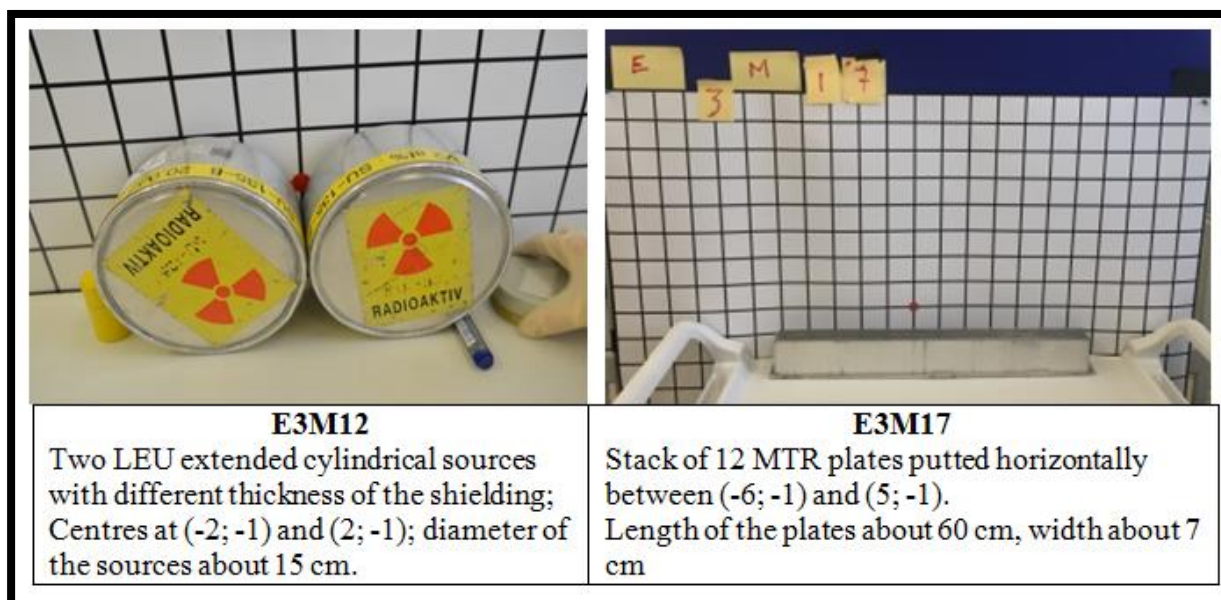 RADIOAKTIV
RADIOAKTIV
E 3 M 1 7
E3M12
Two LEU extended cylindrical sources
with different thickness of the shielding;
Centres at (-2; -1) and (2; -1); diameter of
the sources about 15 cm.
E3M17
Stack of 12 MTR plates putted horizontally
between (-6; -1) and (5; -1).
Length of the plates about 60 cm, width about 7
cm